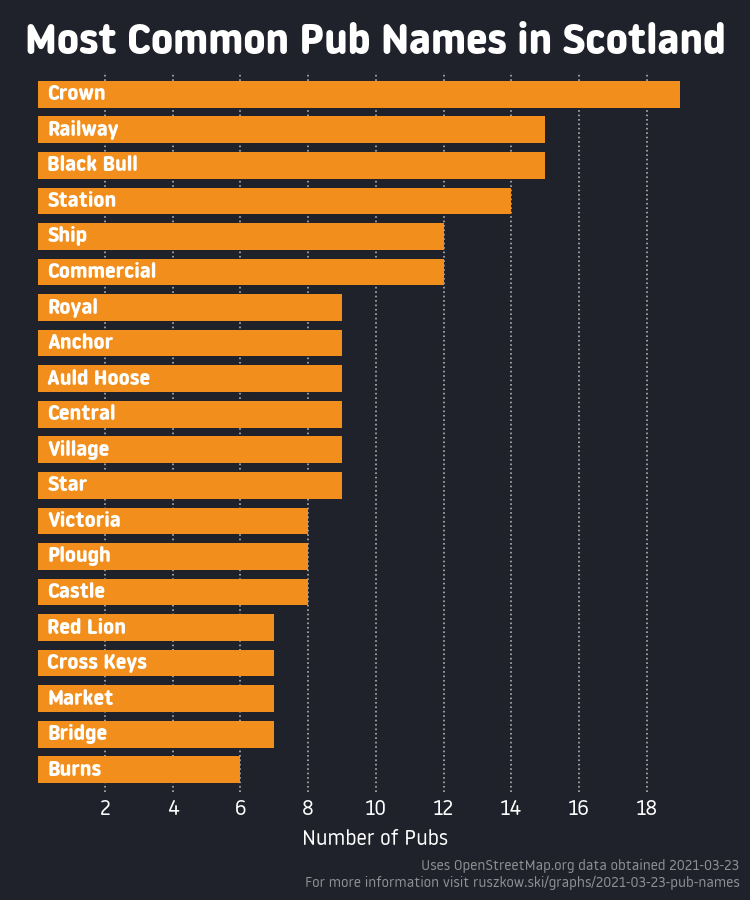 Most Common Pub Names in Scotland
Crown
Railway
Black Bull
Station
Ship
Commercial
Royal
Anchor
Auld Hoose
Central
Village
Star
Victoria
Plough
Castle
Red Lion
Cross Keys
Market
Bridge
Burns
2 4 6 8 10 12 14 16 18
Number of Pubs
Uses OpenStreetMap.org data obtained 2021-03-23
For more information visit ruszkow.ski/graphs/2021-03-23-pub-names